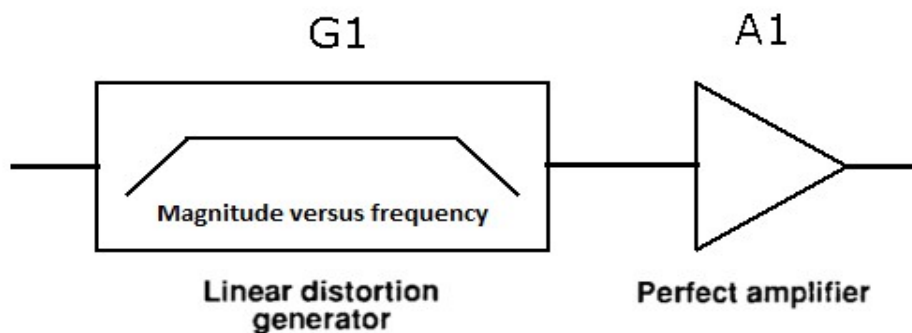 G1
A1
Magnitude versus frequency
Linear distortion
generator
Perfect amplifier